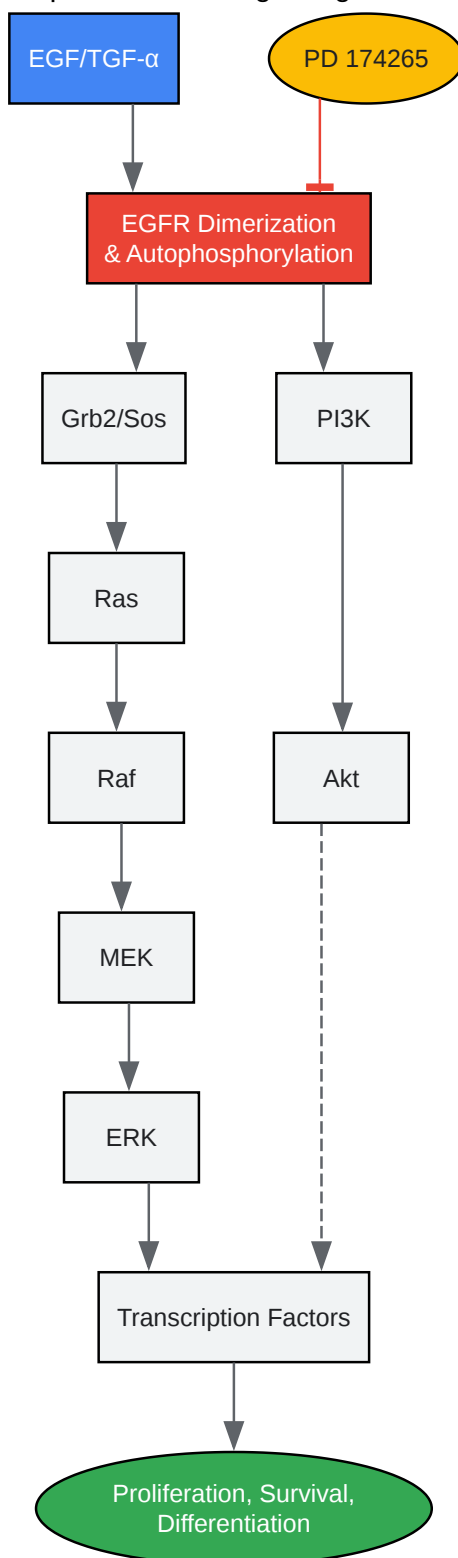 EGF/TGF-α
PD 174265
EGFR Dimerization
& Autophosphorylation
Grb2/Sos
PI3K
Ras
Raf
Akt
MEK
ERK
Transcription Factors
Proliferation, Survival,
Differentiation